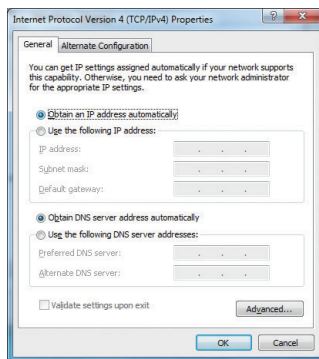 Internet Protocol Version 4 (TCP/IPv4) Properties
General
Alternate Configuration
You can get IP settings assigned automatically if your network supports
this capability. Otherwise, you need to ask your network administrator
for the appropriate IP settings.
Obtain an IP address automatically
Use the following IP address:
IP address:
Subnet mask:
Default gateway:
Obtain DNS server address automatically
Use the following DNS server addresses:
Preferred DNS server:
Alternate DNS server:
Validate settings upon exit
Advanced...
OK
Cancel